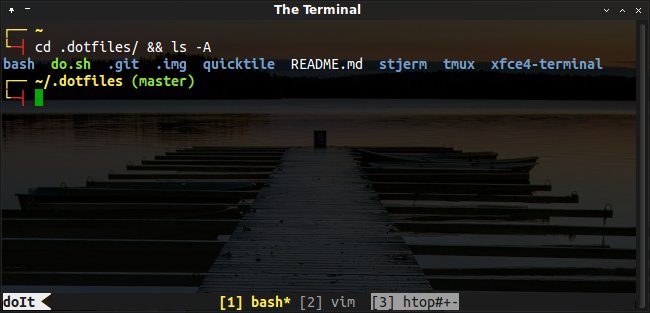 The Terminal
~
cd .dotfiles/ && ls -A
bash do.sh .git .img quicktile README.md stjerm tmux xfce4-terminal
~/.dotfiles (master)
doIt [1] bash* [2] vim [3] htop#+-